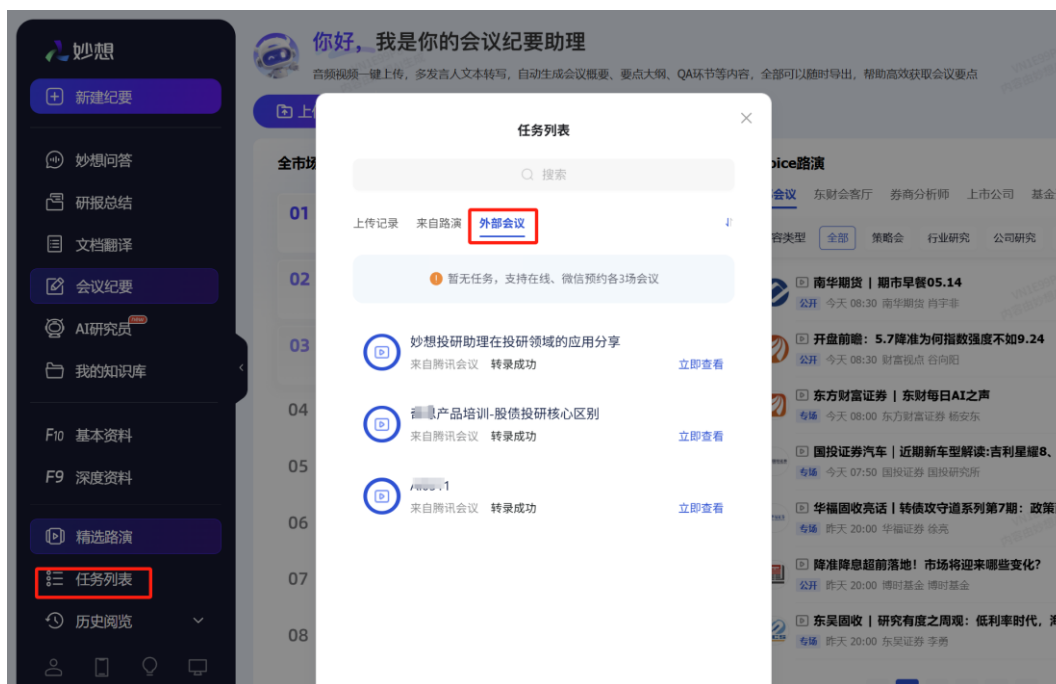 妙想
新建纪要
妙想问答
研报总结
文档翻译
会议纪要
AI研究员 new
我的知识库
F10 基本资料
F9 深度资料
精选路演
任务列表
历史阅览
你好，我是你的会议纪要助理
音频视频一键上传，多发言人文本转写，自动生成会议概要、要点大纲、QA环节等内容，全部可以随时导出，帮助高效获取会议要点
上
全市场
01
02
03
04
05
06
07
08
任务列表
搜索
上传记录 来自路演 外部会议
暂无任务，支持在线、微信预约各3场会议
妙想投研助理在投研领域的应用分享
来自腾讯会议 转录成功 立即查看
产品培训-股债投研核心区别
来自腾讯会议 转录成功 立即查看
来自腾讯会议 转录成功 立即查看
oice路演
会议 东财会客厅 券商分析师 上市公司 基金
容类型 全部 策略会 行业研究 公司研究
南华期货 | 期市早餐05.14
公开 今天 08:30 南华期货 肖宇非
开盘前瞻：5.7降准为何指数强度不如9.24
公开 今天 08:30 财富视点 谷向阳
东方财富证券 | 东财每日AI之声
专场 今天 08:00 东方财富证券 杨安东
国投证券汽车 | 近期新车型解读:吉利星耀8、
专场 今天 07:50 国投证券 国投研究所
华福固收亮话 | 转债攻守道系列第7期：政策
专场 昨天 20:00 华福证券 徐亮
降准降息超前落地！市场将迎来哪些变化?
公开 昨天 20:00 博时基金 博时基金
东吴固收 | 研究有度之周观：低利率时代，
专场 昨天 20:00 东吴证券 李勇